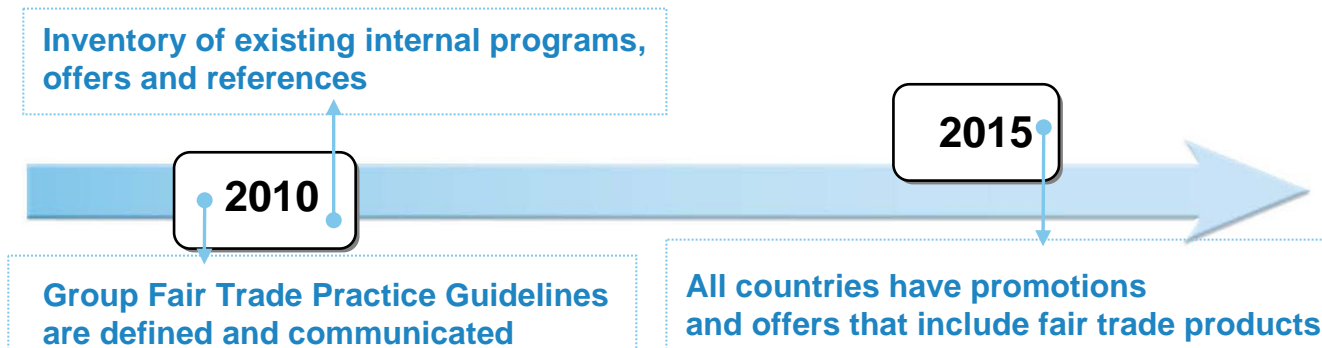 Inventory of existing internal programs,
offers and references
2010
2015
Group Fair Trade Practice Guidelines
are defined and communicated
All countries have promotions
and offers that include fair trade products